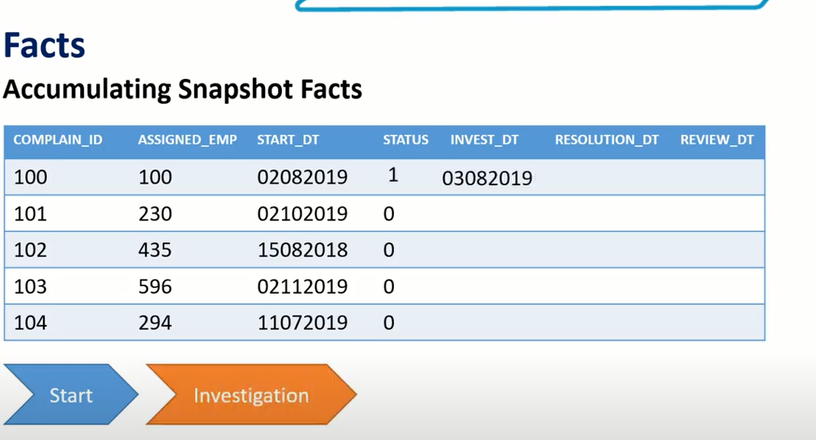 Facts
Accumulating Snapshot Facts
COMPLAIN_ID ASSIGNED_EMP START_DT STATUS INVEST_DT RESOLUTION_DT REVIEW_DT
100 100 02082019 1 03082019
101 230 02102019 0
102 435 15082018 0
103 596 02112019 0
104 294 11072019 0
Start Investigation